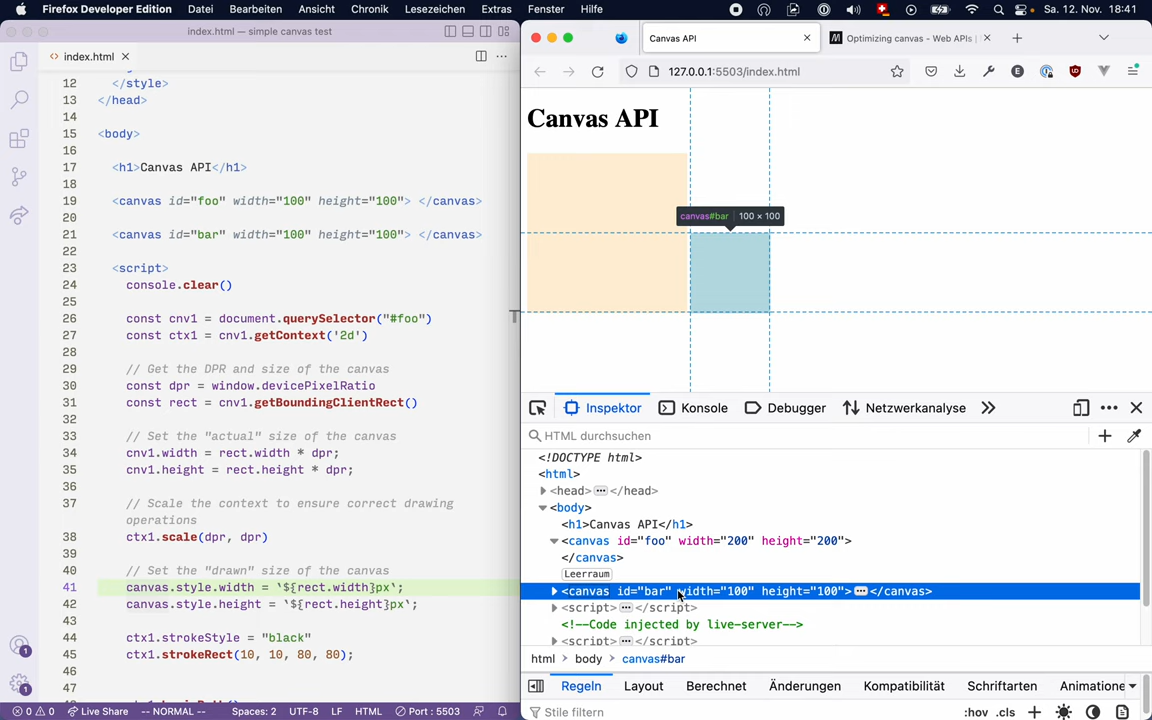 Firefox Developer Edition Datei Bearbeiten Ansicht Chronik Lesezeichen Extras Fenster Hilfe Sa. 12. Nov. 18:41
index.html — simple canvas test
index.html
12 </style>
13 </head>
14
15 <body>
16
17 <h1>Canvas API</h1>
18
19 <canvas id="foo" width="100" height="100"> </canvas>
20
21 <canvas id="bar" width="100" height="100"> </canvas>
22
23 <script>
24 console.clear()
25
26 const cnv1 = document.querySelector("#foo")
27 const ctx1 = cnv1.getContext('2d')
28
29 // Get the DPR and size of the canvas
30 const dpr = window.devicePixelRatio
31 const rect = cnv1.getBoundingClientRect()
32
33 // Set the "actual" size of the canvas
34 cnv1.width = rect.width * dpr;
35 cnv1.height = rect.height * dpr;
36
37 // Scale the context to ensure correct drawing
operations
38 ctx1.scale(dpr, dpr)
39
40 // Set the "drawn" size of the canvas
41 canvas.style.width = `${rect.width}px`;
42 canvas.style.height = `${rect.height}px`;
43
44 ctx1.strokeStyle = "black"
45 ctx1.strokeRect(10, 10, 80, 80);
46
47
1
1
0 0 Live Share -- NORMAL -- Spaces: 2 UTF-8 LF HTML Port : 5503
Canvas API Optimizing canvas - Web APIs
127.0.0.1:5503/index.html
Canvas API
canvas#bar 100 × 100
Inspektor Konsole Debugger Netzwerkanalyse
HTML durchsuchen
<!DOCTYPE html>
<html>
<head> </head>
<body>
<h1>Canvas API</h1>
<canvas id="foo" width="200" height="200">
</canvas>
Leerraum
<canvas id="bar" width="100" height="100"> </canvas>
<script> </script>
<!--Code injected by live-server-->
<script> </script>
html body canvas#bar
Regeln Layout Berechnet Änderungen Kompatibilität Schriftarten Animatione
Stile filtern :hov .cls